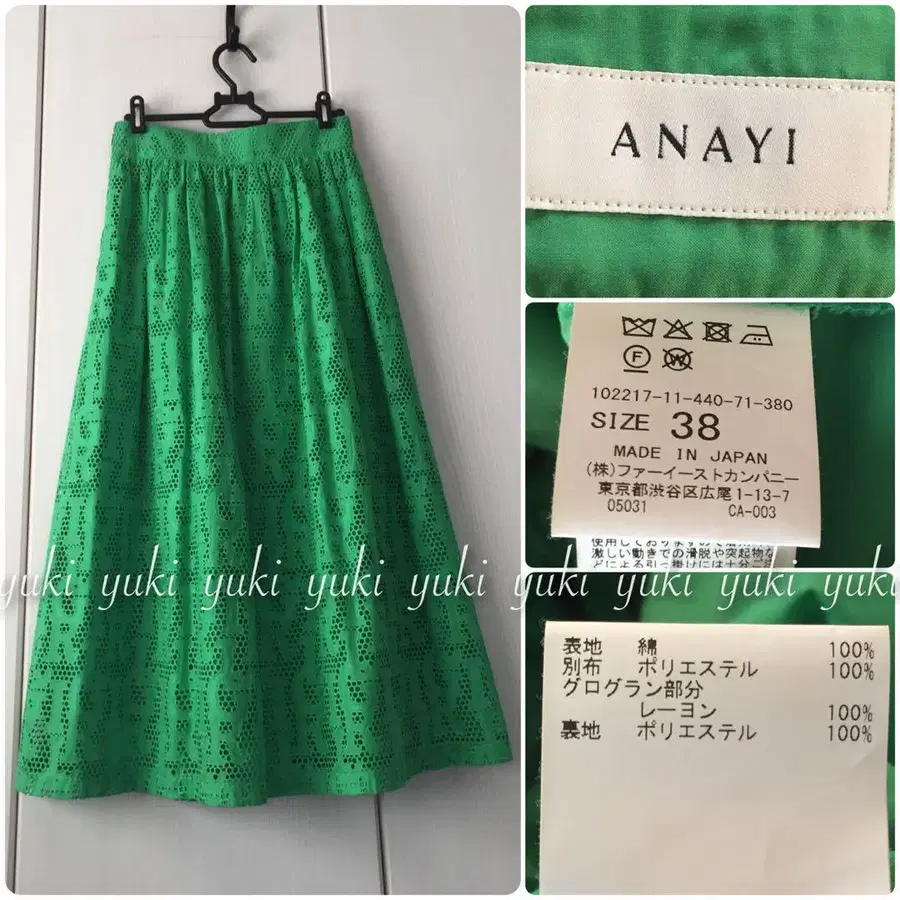 ANAYI
F
W
102217-11-440-71-380
SIZE 38
MADE IN JAPAN
(株)ファーイーストカンパニー
東京都渋谷区広尾1-13-7
05031 CA-003
激しい動きでの滑脱や突起物な
yuki yuki yuki yuki yuki yuki yuki yuki yuki
表地 綿 100%
別布 ポリエステル 100%
グログラン部分
レーヨン 100%
裏地 ポリエステル 100%